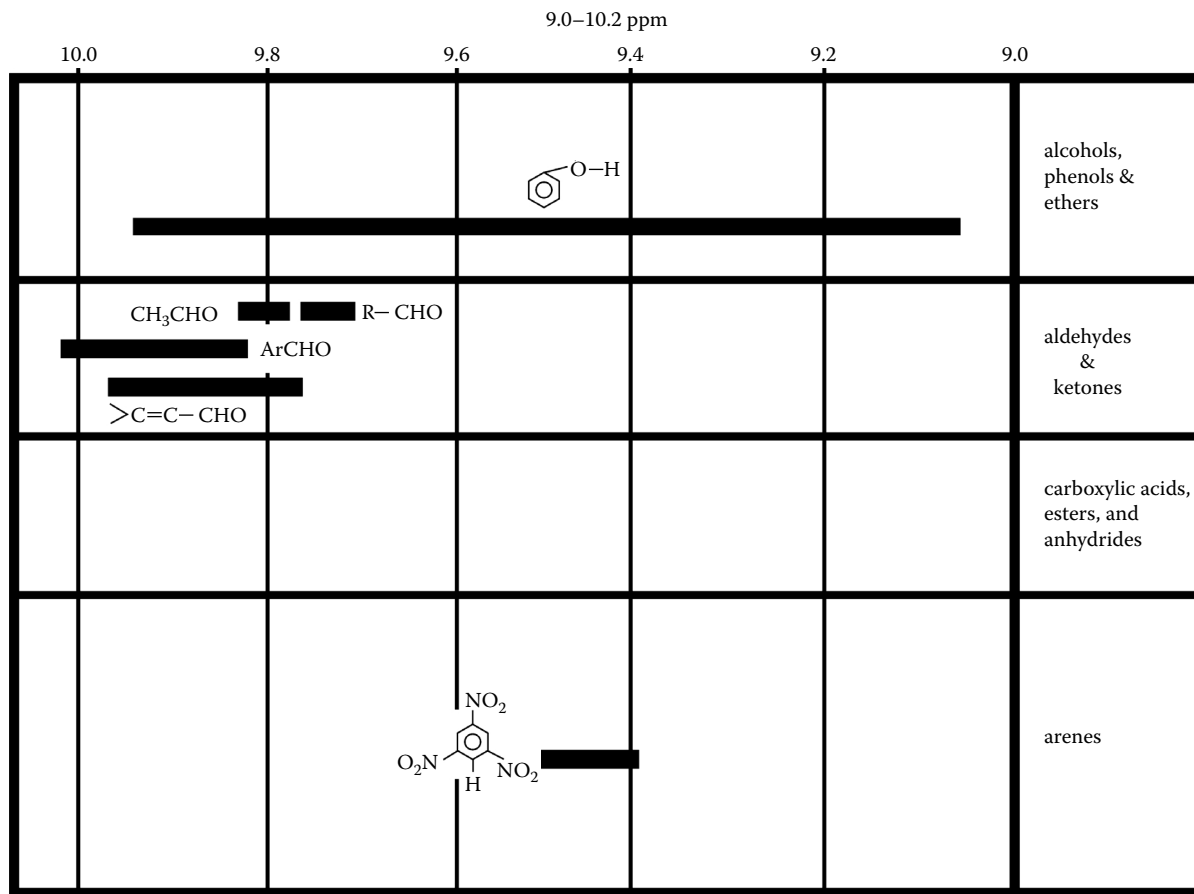 9.0–10.2 ppm
10.0 9.8 9.6 9.4 9.2 9.0
O–H
alcohols,
phenols &
ethers
CH₃CHO R– CHO
ArCHO
>C=C– CHO
aldehydes
&
ketones
carboxylic acids,
esters, and
anhydrides
NO₂
O₂N NO₂
H
arenes